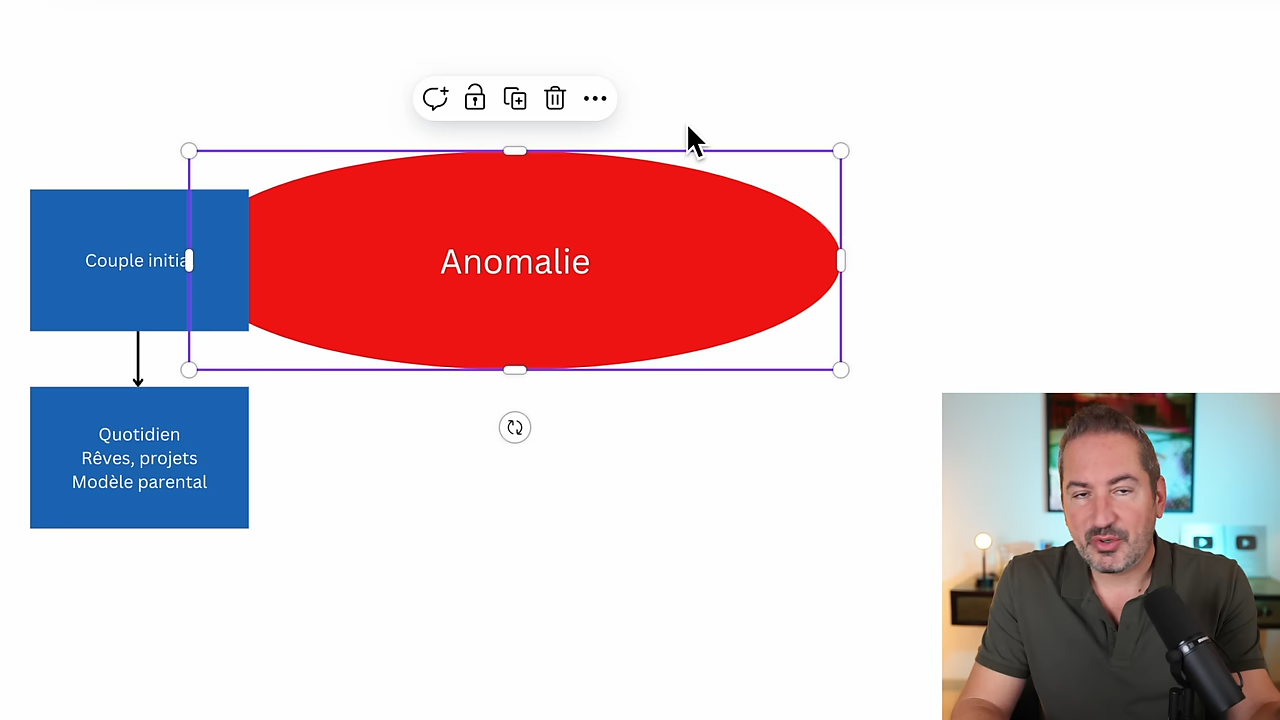 Couple initia
Anomalie
Quotidien
Rêves, projets
Modèle parental